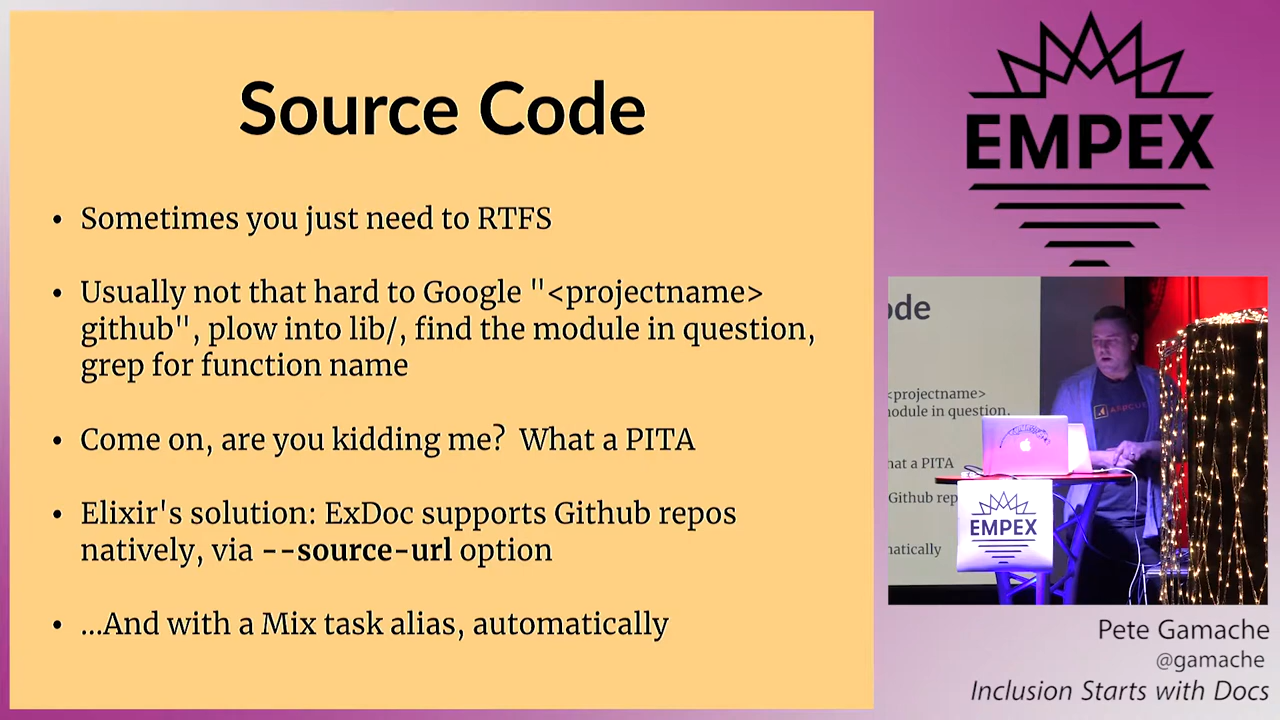 Source Code
• Sometimes you just need to RTFS
• Usually not that hard to Google "<projectname>
github", plow into lib/, find the module in question,
grep for function name
• Come on, are you kidding me? What a PITA
• Elixir's solution: ExDoc supports Github repos
natively, via --source-url option
• ...And with a Mix task alias, automatically
EMPEX
ode
<projectname>
nodule in question,
hat a PITA
Github rep
natically
EMPEX
Pete Gamache
@gamache
Inclusion Starts with Docs